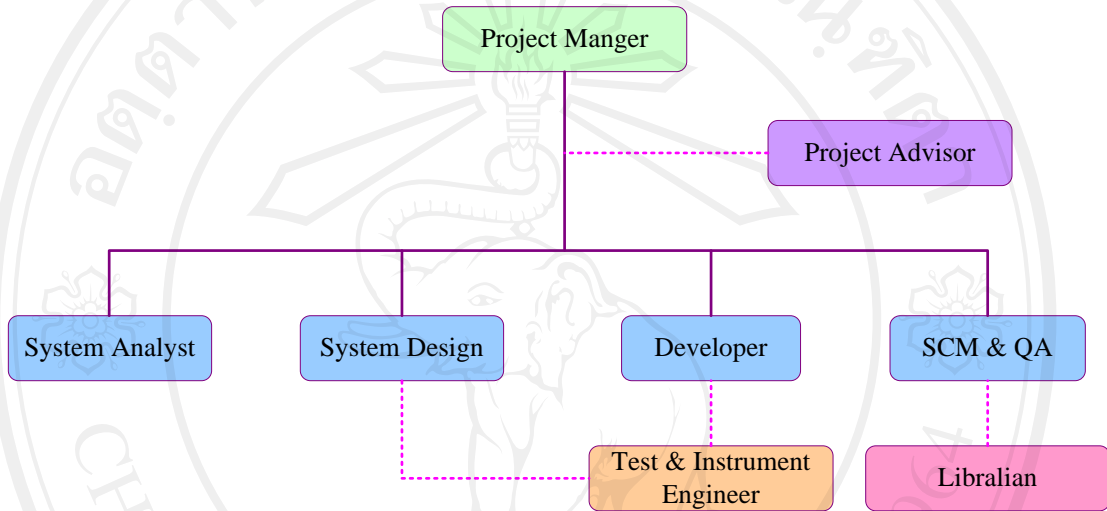 Project Manger
Project Advisor
System Analyst
System Design
Developer
SCM & QA
Test & Instrument
Engineer
Libralian